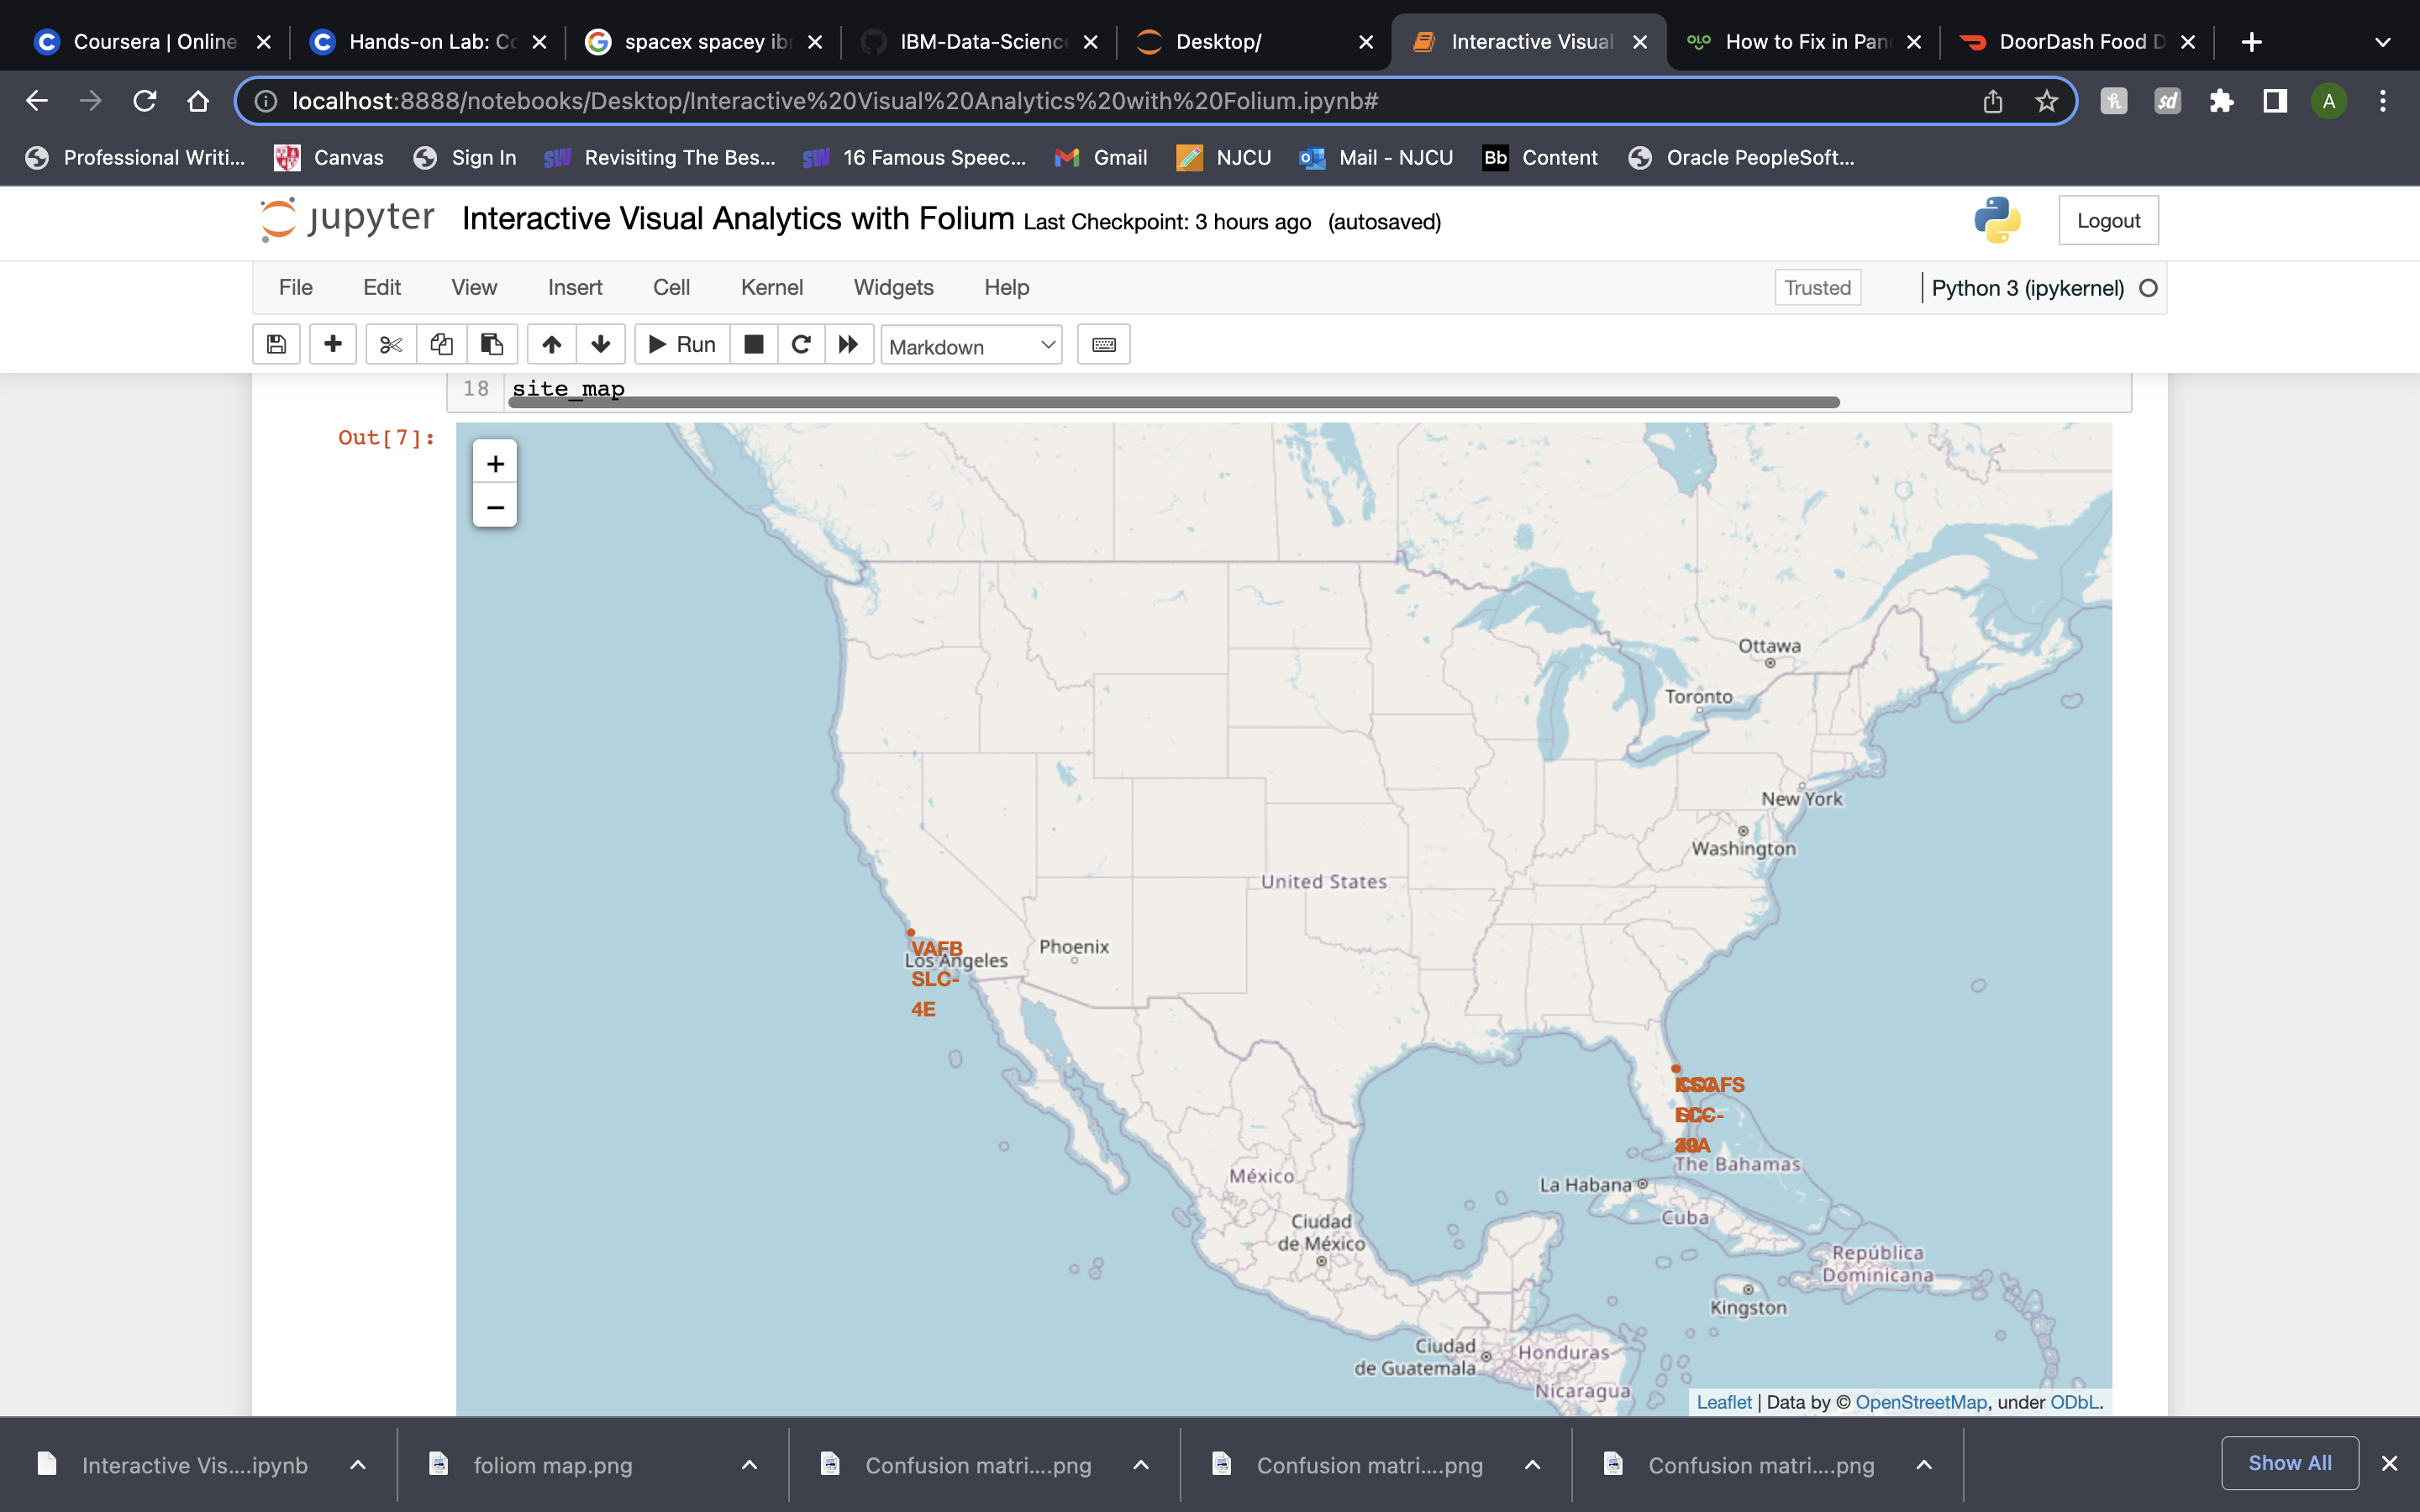 Coursera | Online
Hands-on Lab: Co
spacex spacey ib
IBM-Data-Science
Desktop/
Interactive Visual
How to Fix in Pan
DoorDash Food D
localhost:8888/notebooks/Desktop/Interactive%20Visual%20Analytics%20with%20Folium.ipynb#
A
Professional Writi...
Canvas
Sign In
SW Revisiting The Bes...
SW 16 Famous Speec...
Gmail
NJCU
Mail - NJCU
Bb Content
Oracle PeopleSoft...
jupyter Interactive Visual Analytics with Folium Last Checkpoint: 3 hours ago (autosaved)
Logout
File Edit View Insert Cell Kernel Widgets Help
Trusted
Python 3 (ipykernel)
Run
Markdown
18 site_map
Out[7]:
+
−
Ottawa
Toronto
New York
Washington
United States
VAFB
SLC-
4E
Los Angeles
Phoenix
The Bahamas
México
La Habana
Cuba
Ciudad
de México
República
Dominicana
Kingston
Ciudad
de Guatemala
Honduras
Nicaragua
Leaflet | Data by © OpenStreetMap, under ODbL.
Interactive Vis....ipynb
foliom map.png
Confusion matri....png
Confusion matri....png
Confusion matri....png
Show All